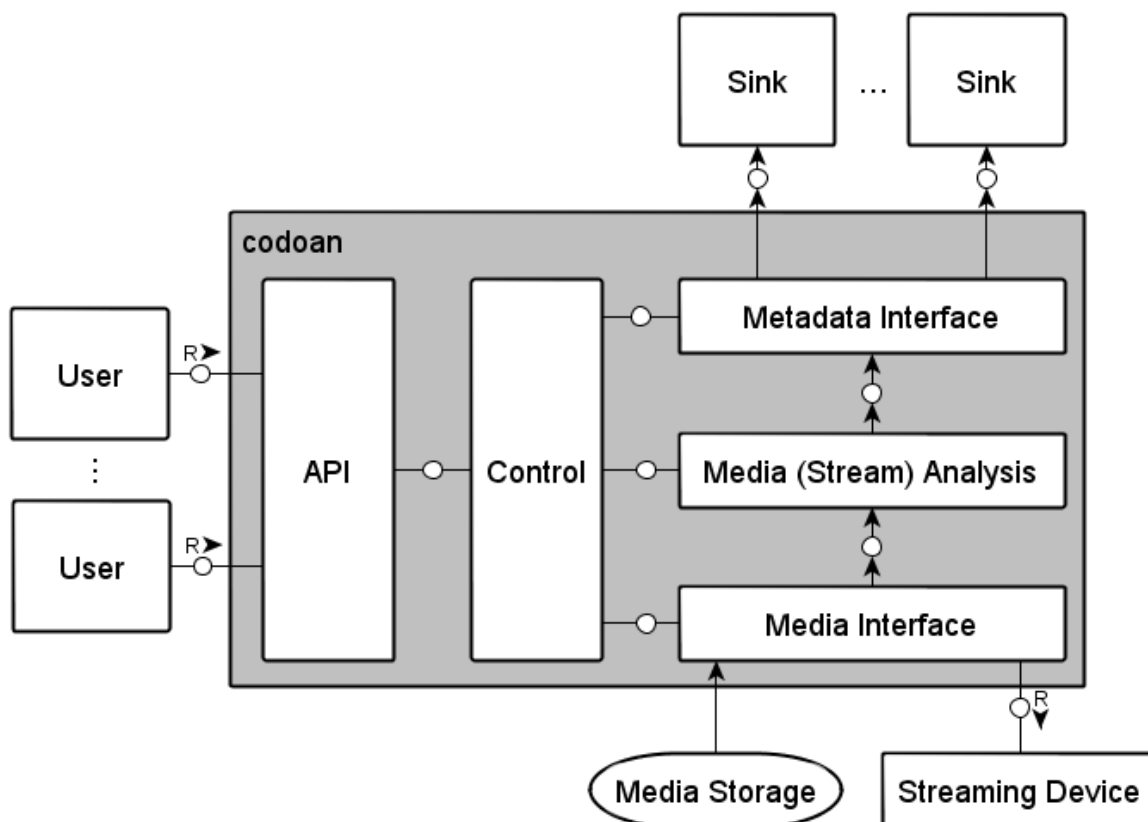 Sink
...
Sink
codoan
Metadata Interface
User
R
API
Control
Media (Stream) Analysis
...
User
R
Media Interface
R
Media Storage
Streaming Device